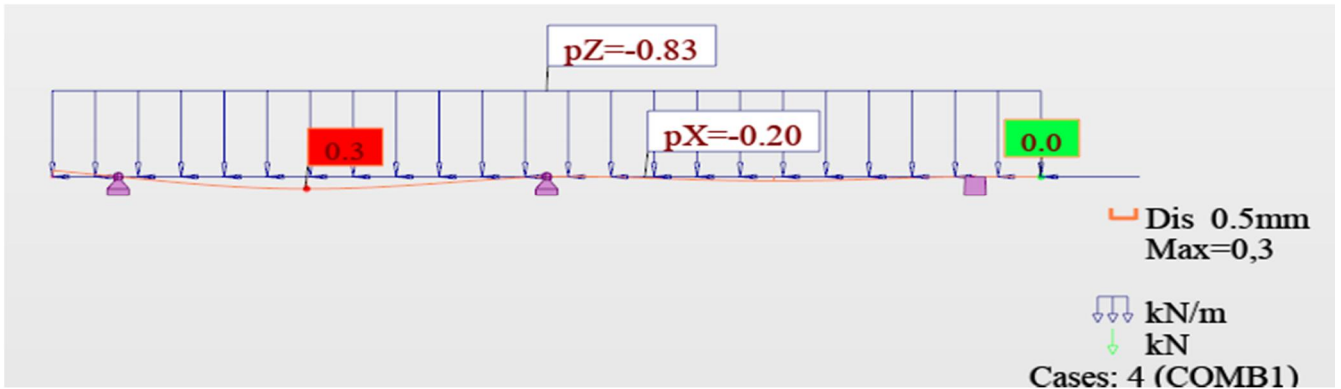 pZ=-0.83
pX=-0.20
0.3
0.0
Dis 0.5mm
Max=0,3
kN/m
kN
Cases: 4 (COMB1)